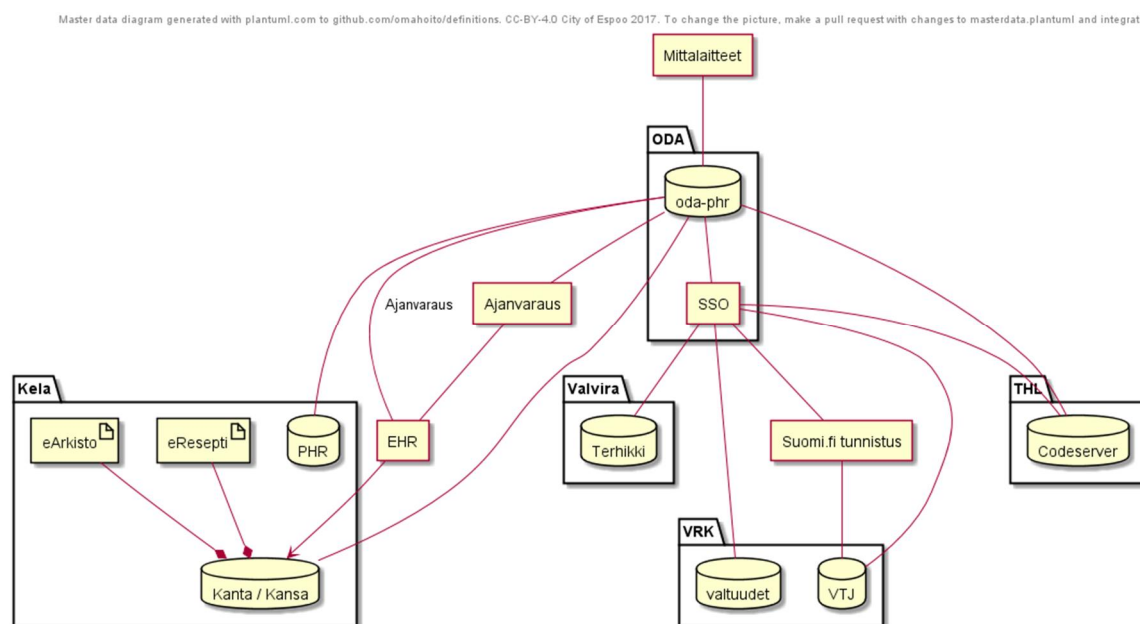 Master data diagram generated with plantuml.com to github.com/omahoito/definitions. CC-BY-4.0 City of Espoo 2017. To change the picture, make a pull request with changes to masterdata.plantuml and integrat
Mittalaitteet
ODA
oda-phr
Ajanvaraus
Ajanvaraus
SSO
Kela
Valvira
THL
eArkisto
eResepti
PHR
EHR
Terhikki
Suomi.fi tunnistus
Codeserver
VRK
Kanta / Kansa
valtuudet
VTJ